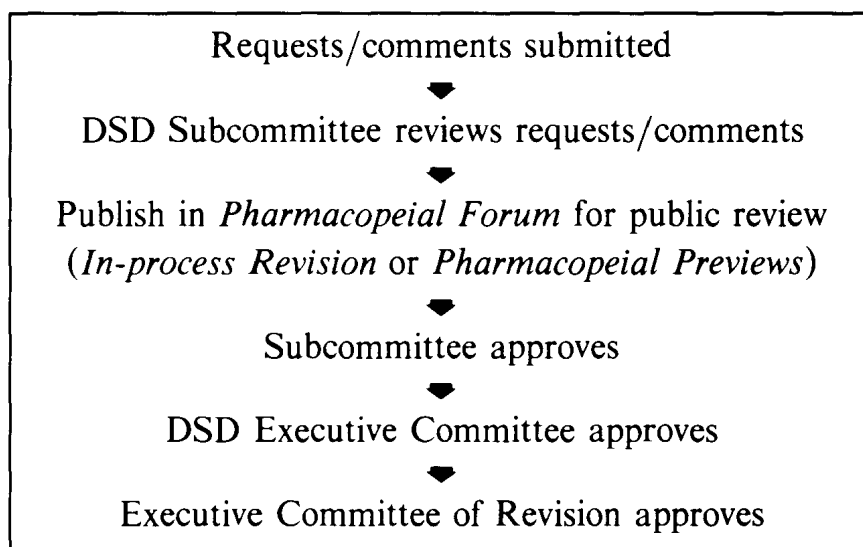 Requests/comments submitted
DSD Subcommittee reviews requests/comments
Publish in Pharmacopeial Forum for public review
(In-process Revision or Pharmacopeial Previews)
Subcommittee approves
DSD Executive Committee approves
Executive Committee of Revision approves